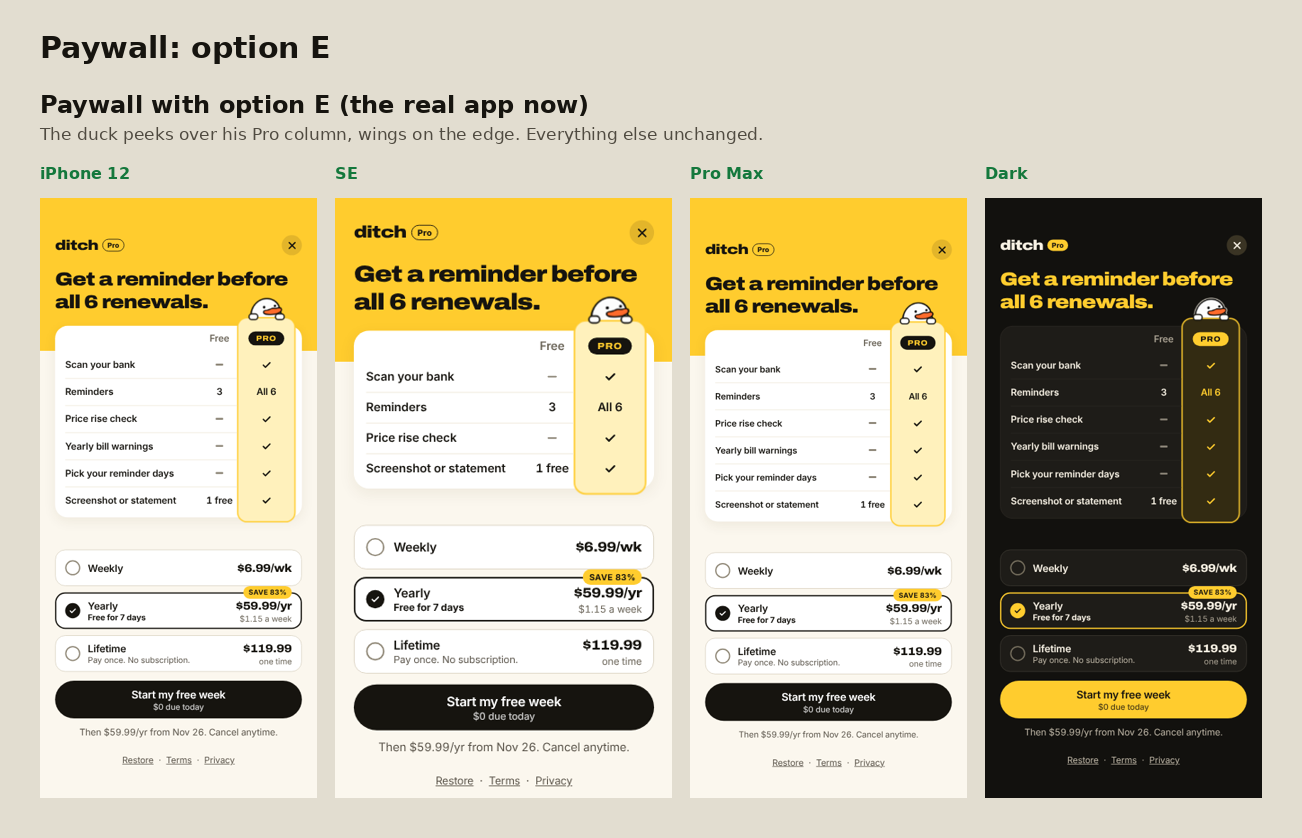 Paywall: option E
Paywall with option E (the real app now)
The duck peeks over his Pro column, wings on the edge. Everything else unchanged.
iPhone 12
ditch Pro
Get a reminder before
all 6 renewals.
Free PRO
Scan your bank –
Reminders 3 All 6
Price rise check –
Yearly bill warnings –
Pick your reminder days –
Screenshot or statement 1 free
Weekly $6.99/wk
SAVE 83%
Yearly $59.99/yr
Free for 7 days $1.15 a week
Lifetime $119.99
Pay once. No subscription. one time
Start my free week
$0 due today
Then $59.99/yr from Nov 26. Cancel anytime.
Restore · Terms · Privacy
SE
ditch Pro
Get a reminder before
all 6 renewals.
Free PRO
Scan your bank –
Reminders 3 All 6
Price rise check –
Screenshot or statement 1 free
Weekly $6.99/wk
SAVE 83%
Yearly $59.99/yr
Free for 7 days $1.15 a week
Lifetime $119.99
Pay once. No subscription. one time
Start my free week
$0 due today
Then $59.99/yr from Nov 26. Cancel anytime.
Restore · Terms · Privacy
Pro Max
ditch Pro
Get a reminder before
all 6 renewals.
Free PRO
Scan your bank –
Reminders 3 All 6
Price rise check –
Yearly bill warnings –
Pick your reminder days –
Screenshot or statement 1 free
Weekly $6.99/wk
SAVE 83%
Yearly $59.99/yr
Free for 7 days $1.15 a week
Lifetime $119.99
Pay once. No subscription. one time
Start my free week
$0 due today
Then $59.99/yr from Nov 26. Cancel anytime.
Restore · Terms · Privacy
Dark
ditch Pro
Get a reminder before
all 6 renewals.
Free PRO
Scan your bank –
Reminders 3 All 6
Price rise check –
Yearly bill warnings –
Pick your reminder days –
Screenshot or statement 1 free
Weekly $6.99/wk
SAVE 83%
Yearly $59.99/yr
Free for 7 days $1.15 a week
Lifetime $119.99
Pay once. No subscription. one time
Start my free week
$0 due today
Then $59.99/yr from Nov 26. Cancel anytime.
Restore · Terms · Privacy